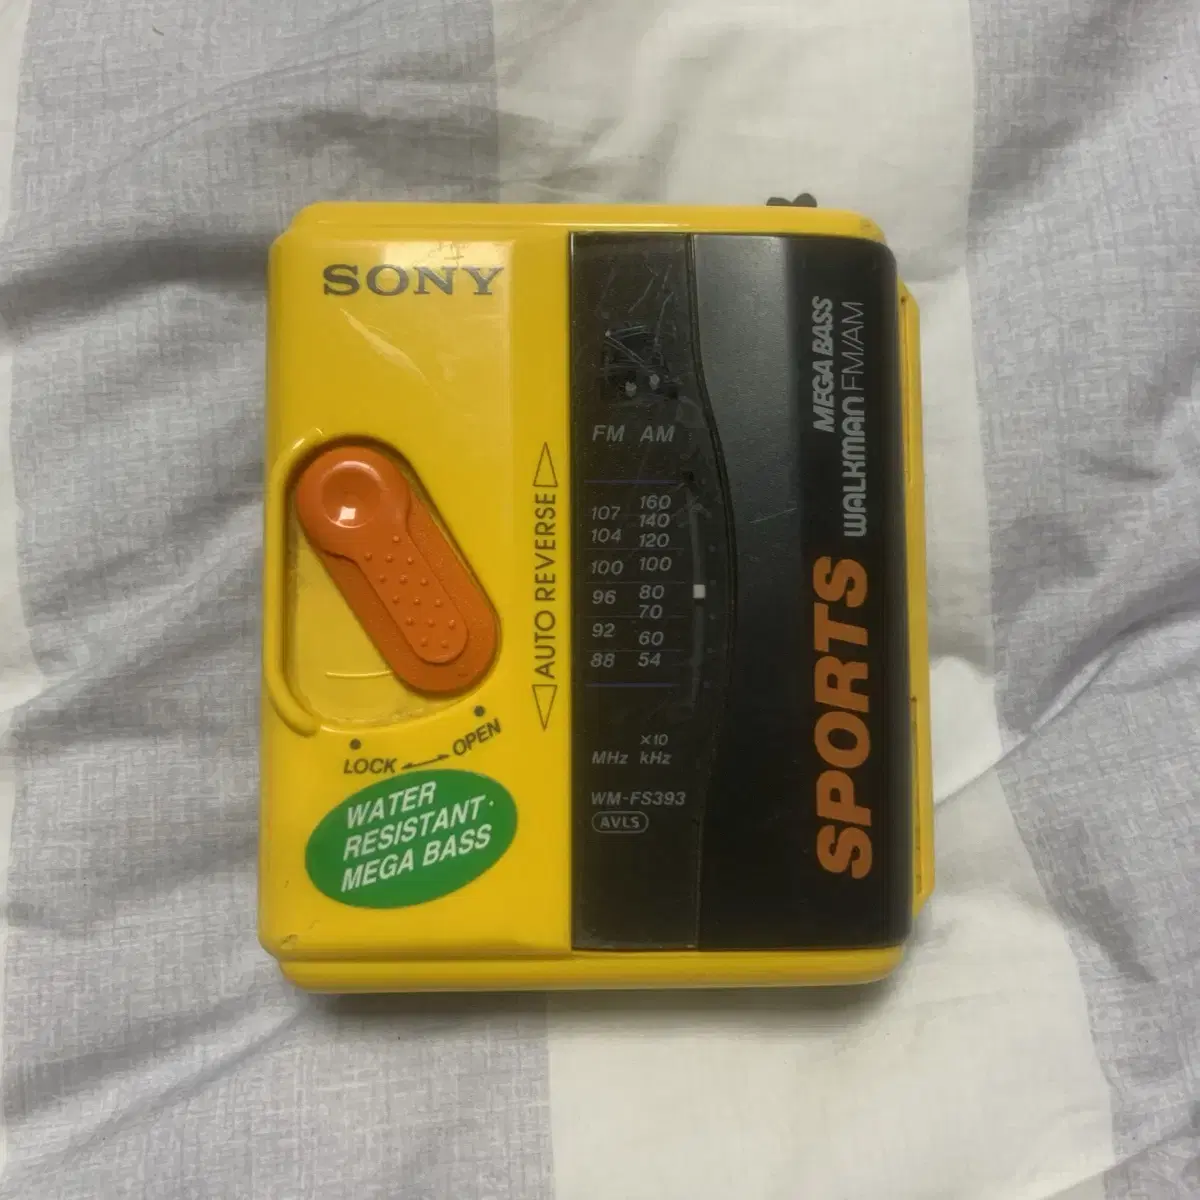 SONY
AUTO REVERSE
LOCK OPEN
WATER
RESISTANT·
MEGA BASS
FM AM
107 160
140
104 120
100 100
96 80
70
92 60
88 54
MHz ×10 kHz
WM-FS393
AVLS
MEGA BASS
WALKMAN FM/AM
SPORTS